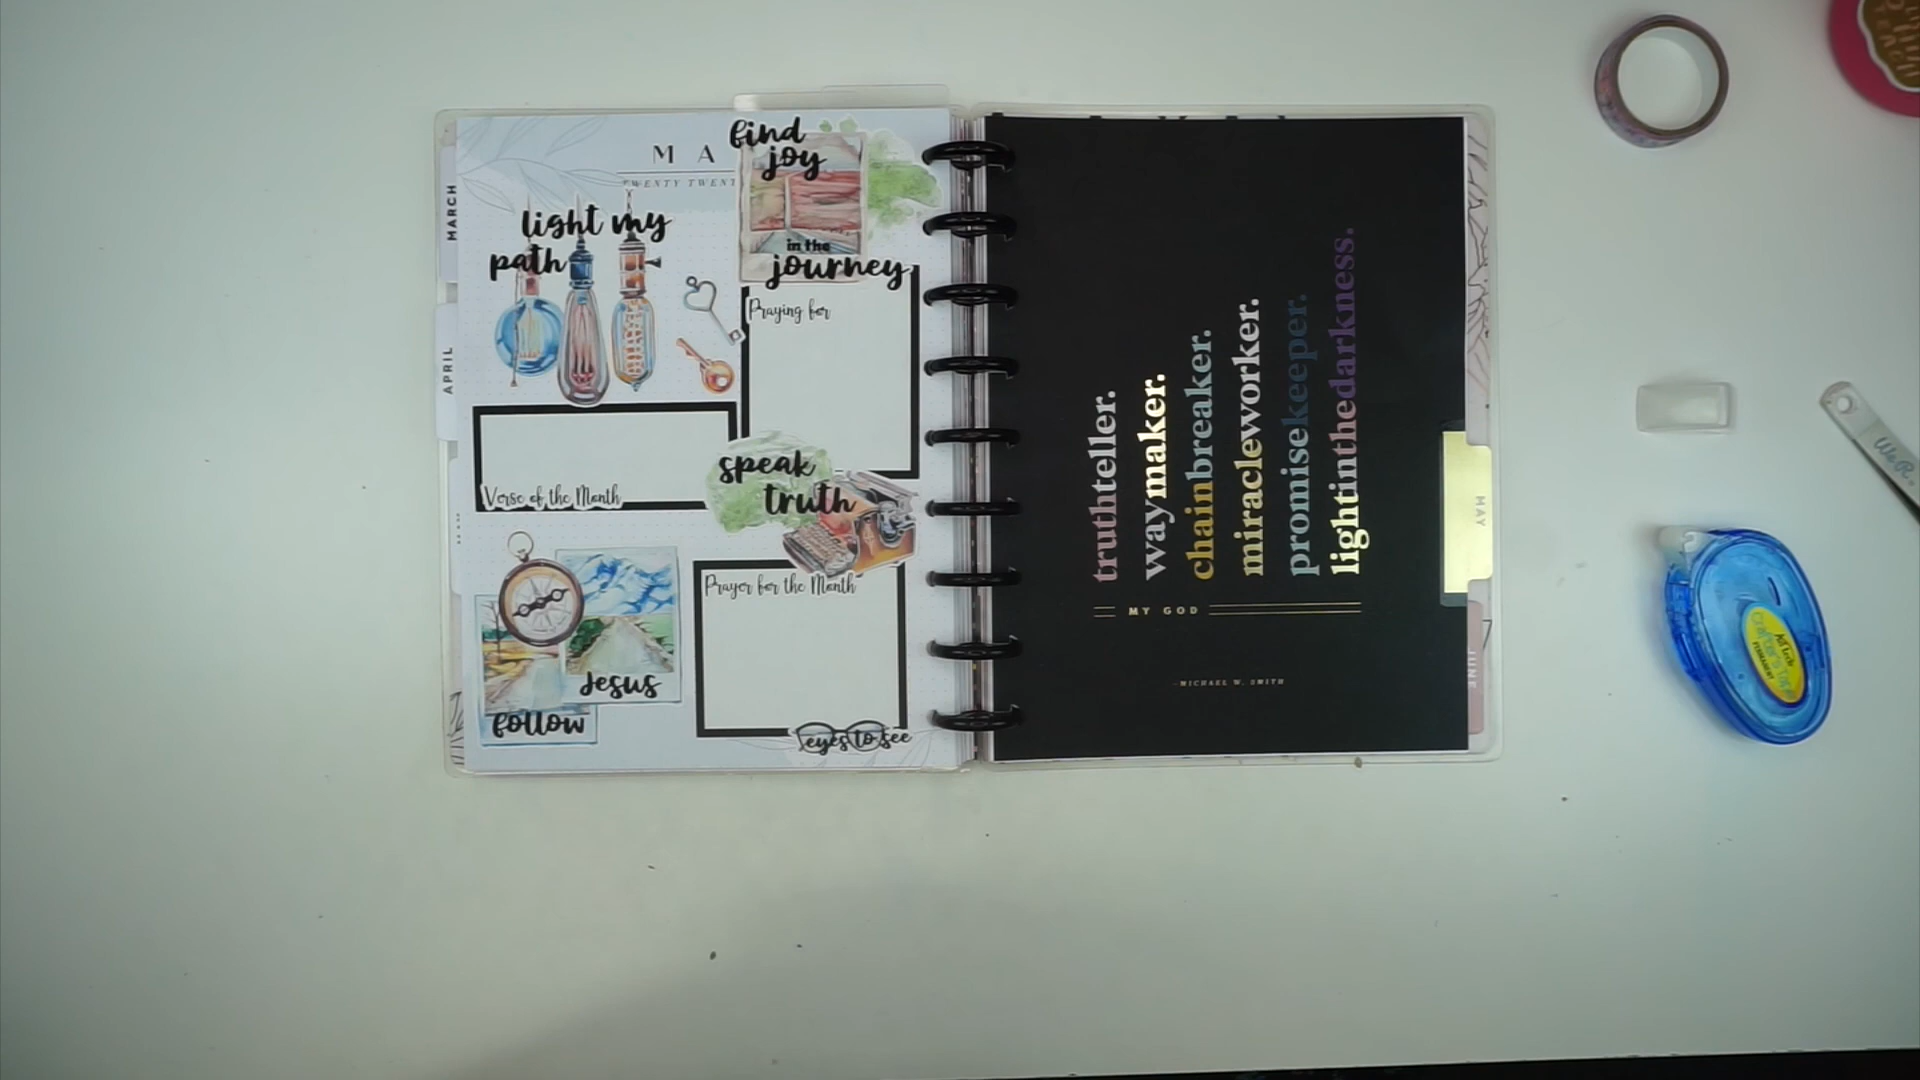 MARCH
APRIL
MA
TWENTY TWENT
find
joy
in the
journey
light my
path
Praying for
Verse of the Month
speak
truth
Prayer for the Month
Jesus
follow
eyes to see
truthteller.
waymaker.
chainbreaker.
miracleworker.
promisekeeper.
lightinthedarkness.
MY GOD
-MICHAEL W. SMITH
MAY
JUNE
We R